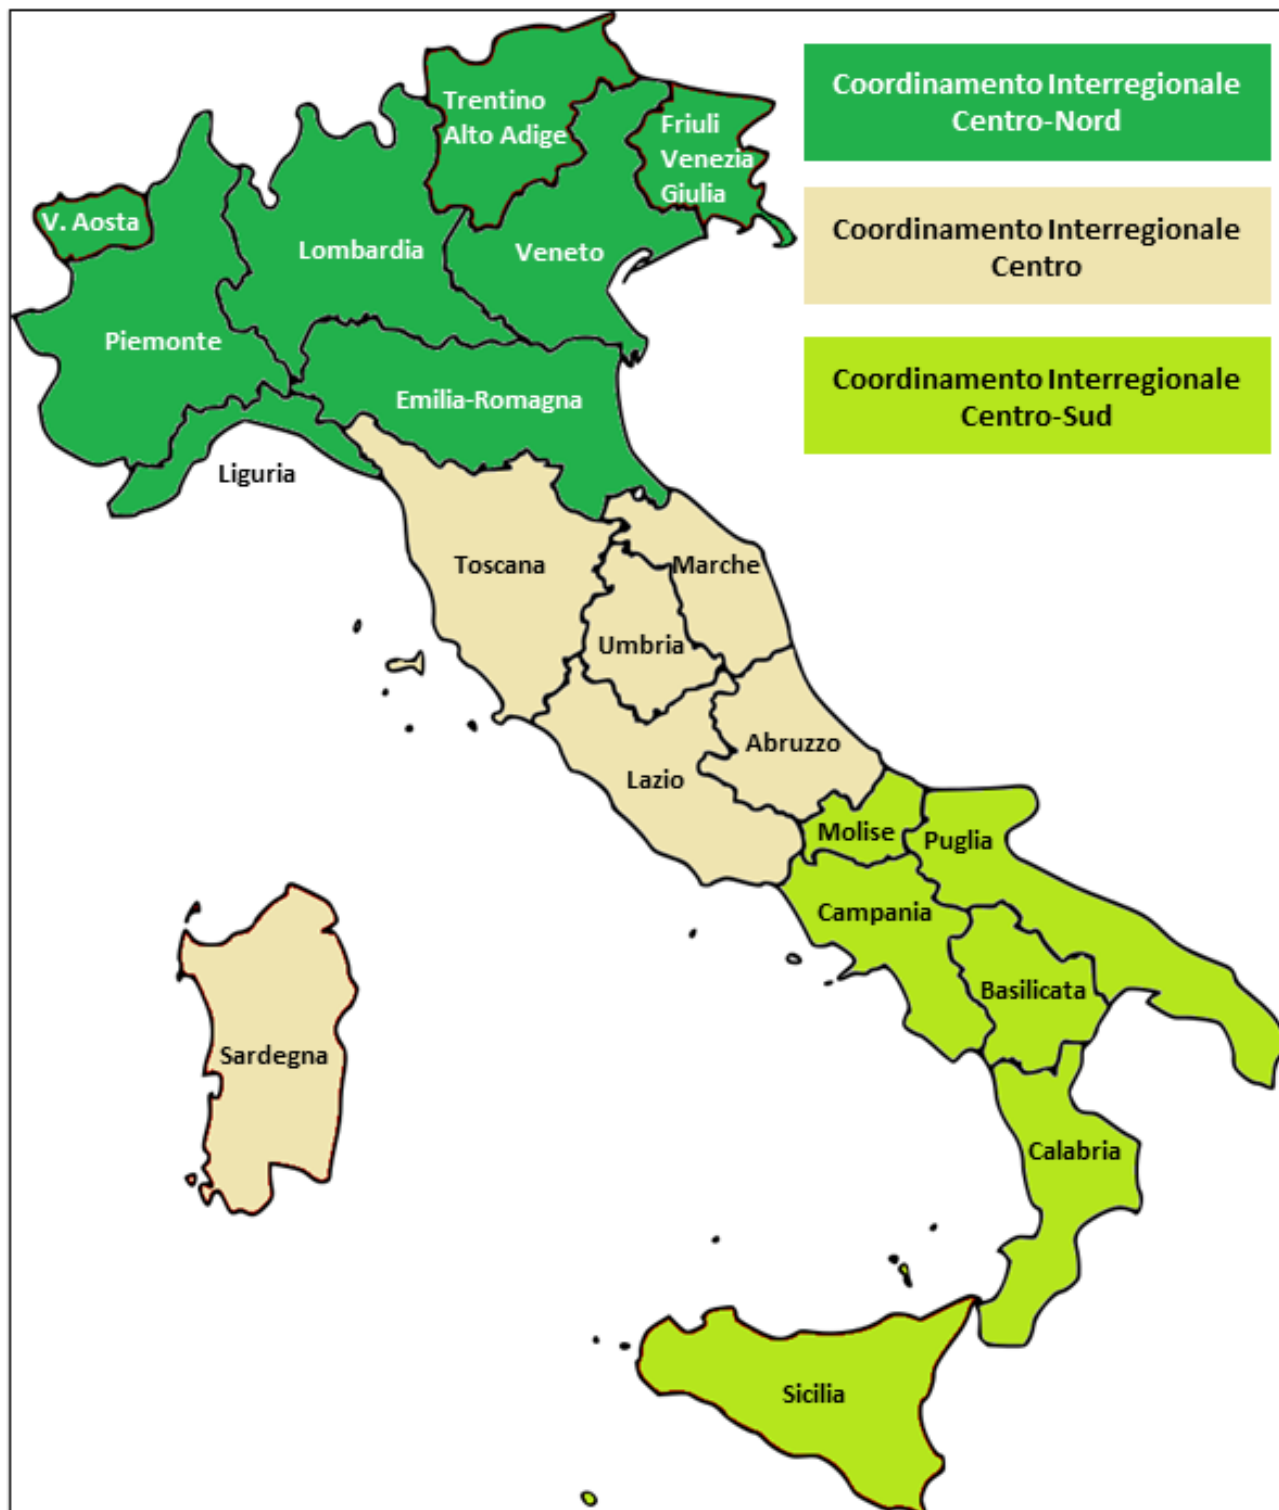 Coordinamento Interregionale
Centro-Nord
Coordinamento Interregionale
Centro
Coordinamento Interregionale
Centro-Sud
Trentino
Alto Adige
Friuli
Venezia
Giulia
V. Aosta
Lombardia
Veneto
Piemonte
Emilia-Romagna
Liguria
Toscana
Marche
Umbria
Abruzzo
Lazio
Molise
Puglia
Campania
Basilicata
Sardegna
Calabria
Sicilia